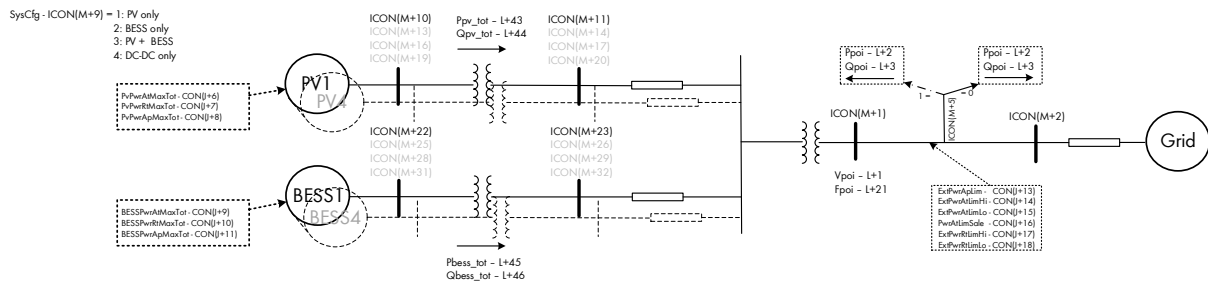 SysCfg - ICON(M+9) = 1: PV only
2: BESS only
3: PV + BESS
4: DC-DC only
PvPwrAtMaxTot - CON(J+6)
PvPwrRtMaxTot - CON(J+7)
PvPwrApMaxTot - CON(J+8)
PV1
PV4
ICON(M+10)
ICON(M+13)
ICON(M+16)
ICON(M+19)
Ppv_tot – L+43
Qpv_tot – L+44
ICON(M+11)
ICON(M+14)
ICON(M+17)
ICON(M+20)
BESSPwrAtMaxTot - CON(J+9)
BESSPwrRtMaxTot - CON(J+10)
BESSPwrApMaxTot - CON(J+11)
BESS1
BESS4
ICON(M+22)
ICON(M+25)
ICON(M+28)
ICON(M+31)
ICON(M+23)
ICON(M+26)
ICON(M+29)
ICON(M+32)
Pbess_tot – L+45
Qbess_tot – L+46
ICON(M+1)
Vpoi – L+1
Fpoi – L+21
Ppoi – L+2
Qpoi – L+3
Ppoi – L+2
Qpoi – L+3
1 =
= 0
ICON(M+5)
ICON(M+2)
Grid
ExtPwrApLim - CON(J+13)
ExtPwrAtLimHi - CON(J+14)
ExtPwrAtLimLo - CON(J+15)
PwrAtLimSale - CON(J+16)
ExtPwrRtLimHi - CON(J+17)
ExtPwrRtLimLo - CON(J+18)